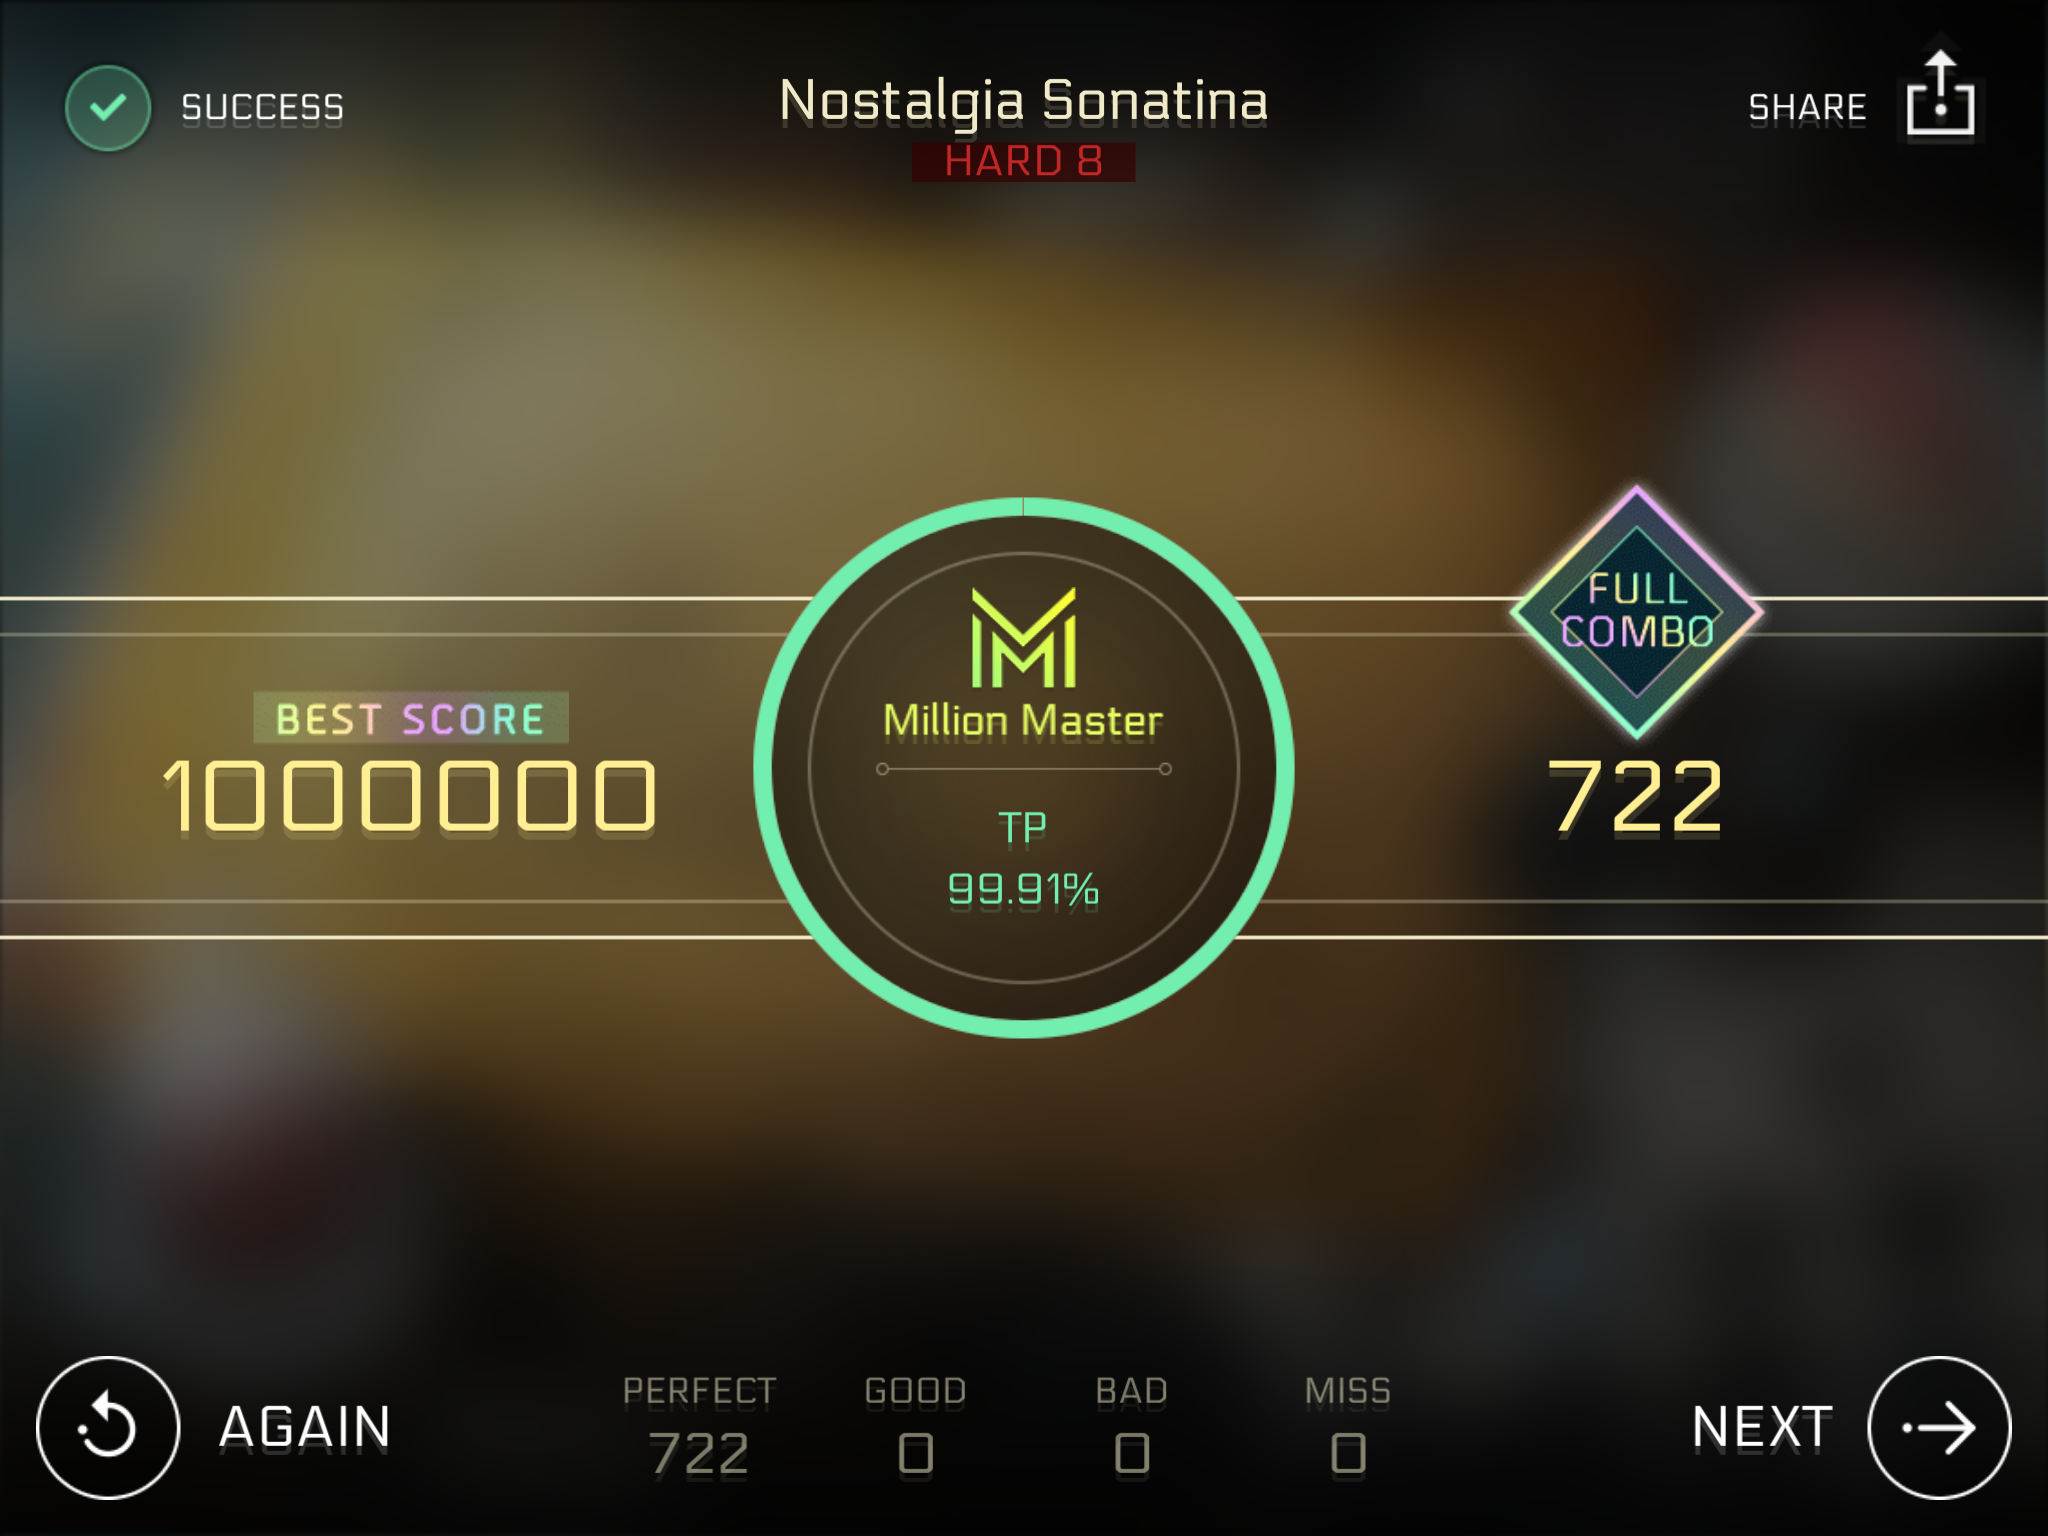 SUCCESS
Nostalgia Sonatina
HARD 8
SHARE
FULL
COMBO
BEST SCORE
1000000
Million Master
TP
99.91%
722
AGAIN
PERFECT
722
GOOD
0
BAD
0
MISS
0
NEXT